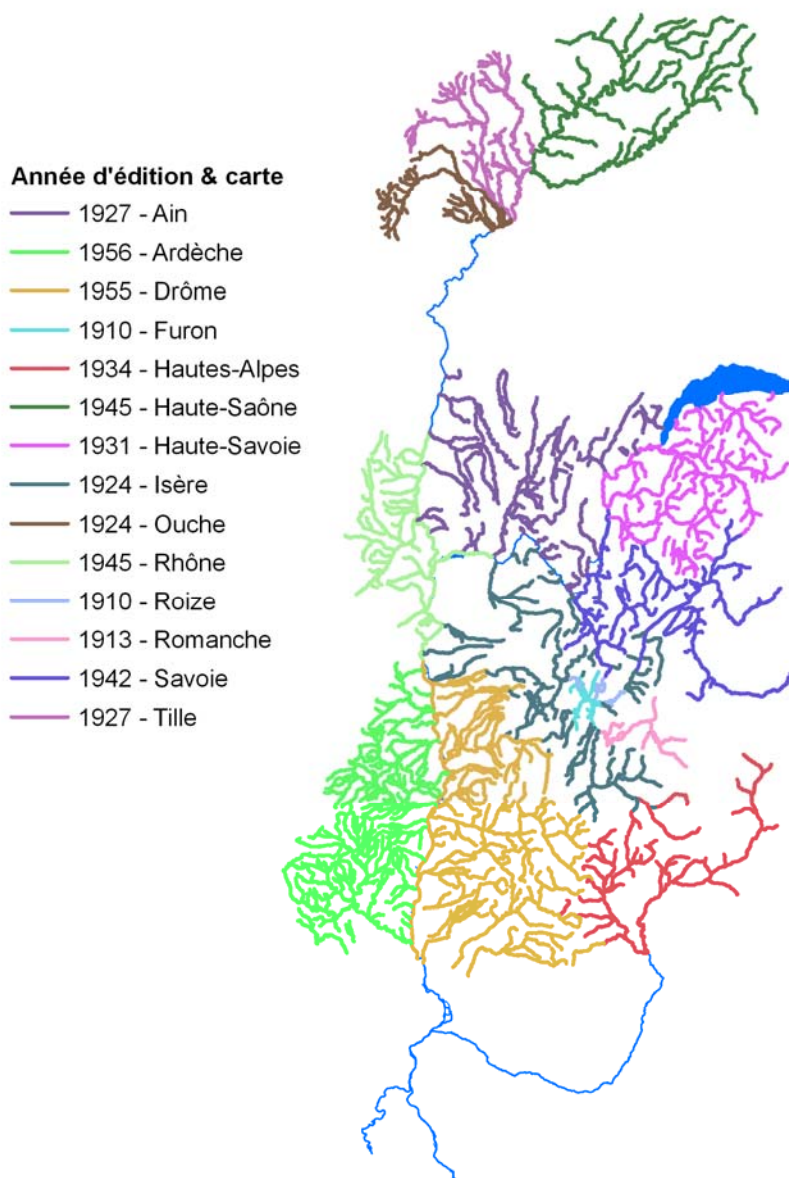 Année d'édition & carte
1927 - Ain
1956 - Ardèche
1955 - Drôme
1910 - Furon
1934 - Hautes-Alpes
1945 - Haute-Saône
1931 - Haute-Savoie
1924 - Isère
1924 - Ouche
1945 - Rhône
1910 - Roize
1913 - Romanche
1942 - Savoie
1927 - Tille